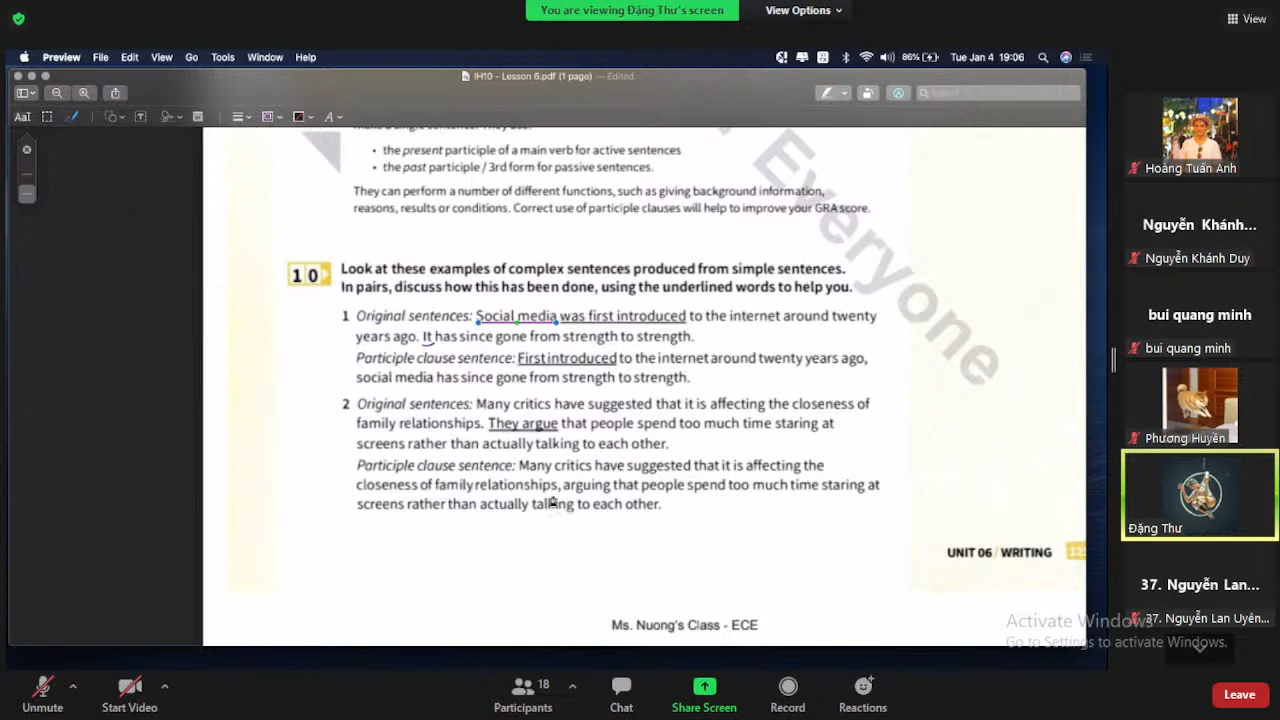 You are viewing Đặng Thư's screen
View Options
View
Preview File Edit View Go Tools Window Help
86% Tue Jan 4 19:06
IH10 - Lesson 6.pdf (1 page) — Edited
Search
• the present participle of a main verb for active sentences
• the past participle / 3rd form for passive sentences.
They can perform a number of different functions, such as giving background information,
reasons, results or conditions. Correct use of participle clauses will help to improve your GRA score.
Everyone
10 Look at these examples of complex sentences produced from simple sentences.
In pairs, discuss how this has been done, using the underlined words to help you.
1 Original sentences: Social media was first introduced to the internet around twenty
years ago. It has since gone from strength to strength.
Participle clause sentence: First introduced to the internet around twenty years ago,
social media has since gone from strength to strength.
2 Original sentences: Many critics have suggested that it is affecting the closeness of
family relationships. They argue that people spend too much time staring at
screens rather than actually talking to each other.
Participle clause sentence: Many critics have suggested that it is affecting the
closeness of family relationships, arguing that people spend too much time staring at
screens rather than actually talking to each other.
UNIT 06 / WRITING
Ms. Nuong's Class - ECE
Activate Windows
Go to Settings to activate Windows.
Hoàng Tuấn Anh
Nguyễn Khánh...
Nguyễn Khánh Duy
bui quang minh
bui quang minh
Phương Huyền
Đặng Thư
37. Nguyễn Lan...
37. Nguyễn Lan Uyên...
Unmute
Start Video
Participants 18
Chat
Share Screen
Record
Reactions
Leave